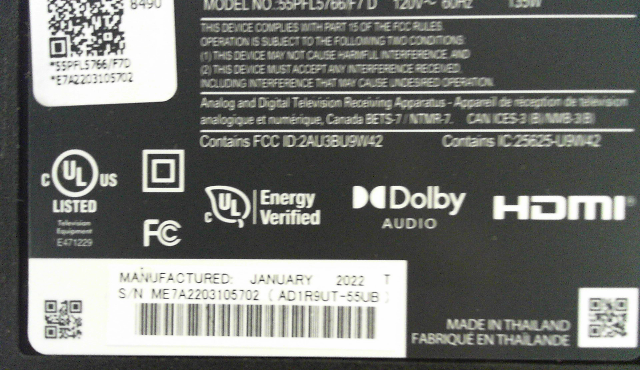 8490
*55PFL5766/F7D
*E7A2203105702
MODEL NO.:55PFL5766/F7 D 120V~ 60Hz 135W
THIS DEVICE COMPLIES WITH PART 15 OF THE FCC RULES.
OPERATION IS SUBJECT TO THE FOLLOWING TWO CONDITIONS:
(1) THIS DEVICE MAY NOT CAUSE HARMFUL INTERFERENCE, AND
(2) THIS DEVICE MUST ACCEPT ANY INTERFERENCE RECEIVED,
INCLUDING INTERFERENCE THAT MAY CAUSE UNDESIRED OPERATION.
Analog and Digital Television Receiving Apparatus - Appareil de réception de télévision
analogique et numérique, Canada BETS-7 / NTMR-7. CAN ICES-3 (B)/NMB-3(B)
Contains FCC ID:2AU3BU9W42 Contains IC:25625-U9W42
C UL US
LISTED
Television
Equipment
E471229
FC
c UL Energy
Verified
Dolby
AUDIO
HDMI®
MANUFACTURED: JANUARY 2022 T
S/N ME7A2203105702 ( AD1R9UT-55UB )
MADE IN THAILAND
FABRIQUÉ EN THAÏLANDE